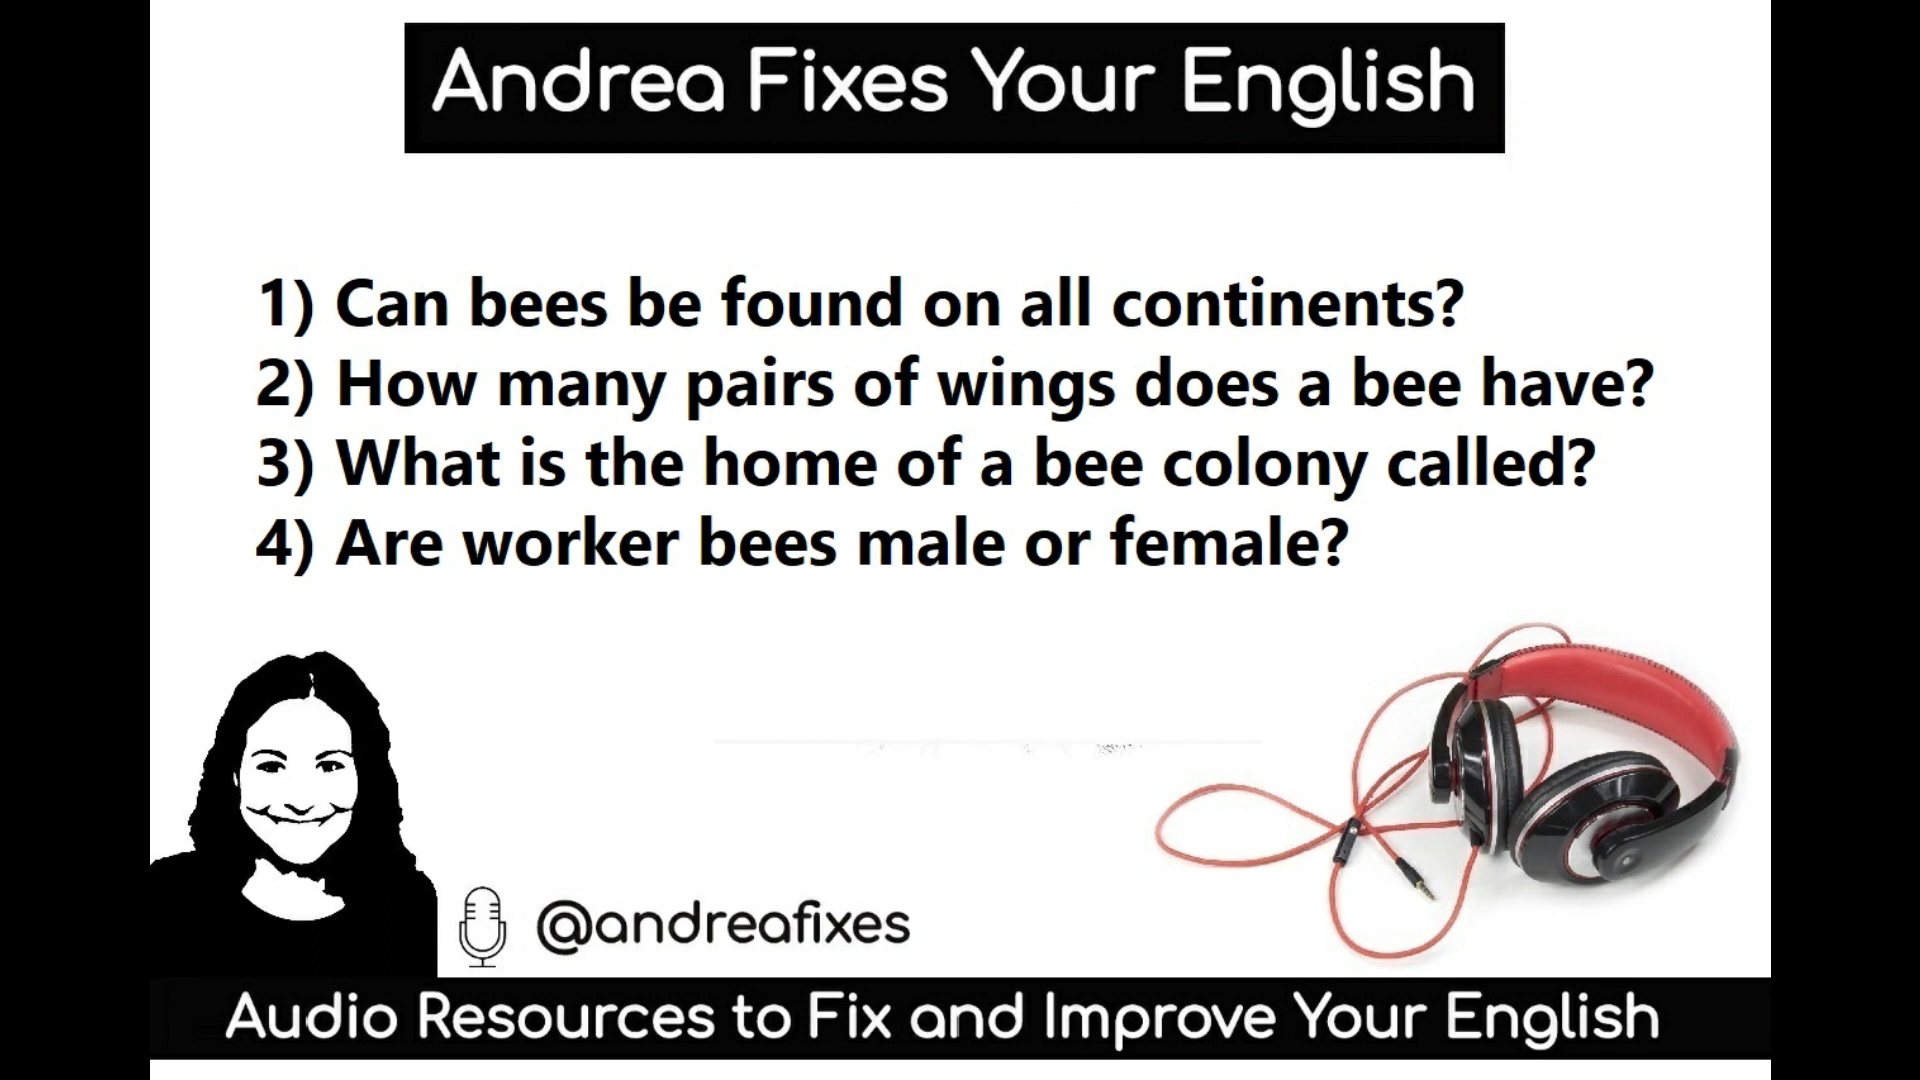 Andrea Fixes Your English
1) Can bees be found on all continents?
2) How many pairs of wings does a bee have?
3) What is the home of a bee colony called?
4) Are worker bees male or female?
@andreafixes
Audio Resources to Fix and Improve Your English